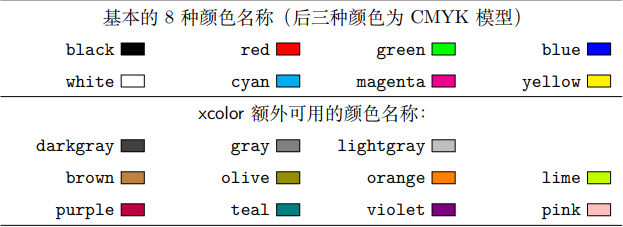 基本的 8 种颜色名称（后三种颜色为 CMYK 模型）
black red green blue
white cyan magenta yellow
xcolor 额外可用的颜色名称：
darkgray gray lightgray
brown olive orange lime
purple teal violet pink